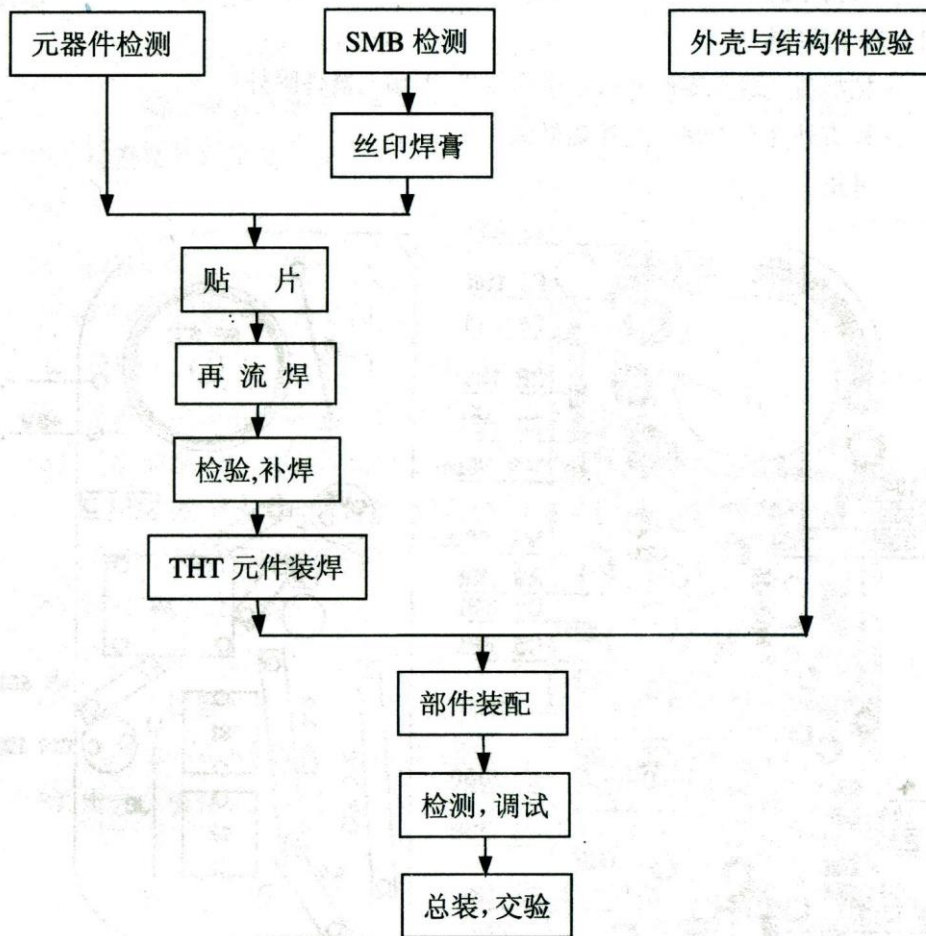 元器件检测
SMB 检测
外壳与结构件检验
丝印焊膏
贴 片
再 流 焊
检验,补焊
THT 元件装焊
部件装配
检测，调试
总装，交验